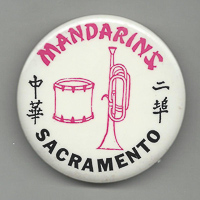 MANDARINS
中華
二埠
SACRAMENTO